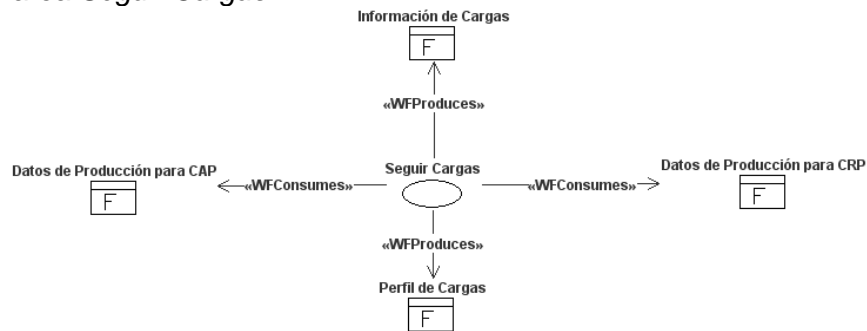 Información de Cargas
F
«WFProduces»
Datos de Producción para CAP
F
«WFConsumes»
Seguir Cargas
«WFConsumes»
Datos de Producción para CRP
F
«WFProduces»
Perfil de Cargas
F